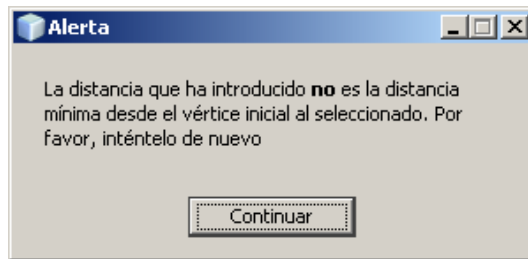 Alerta
La distancia que ha introducido no es la distancia
mínima desde el vértice inicial al seleccionado. Por
favor, inténtelo de nuevo
Continuar